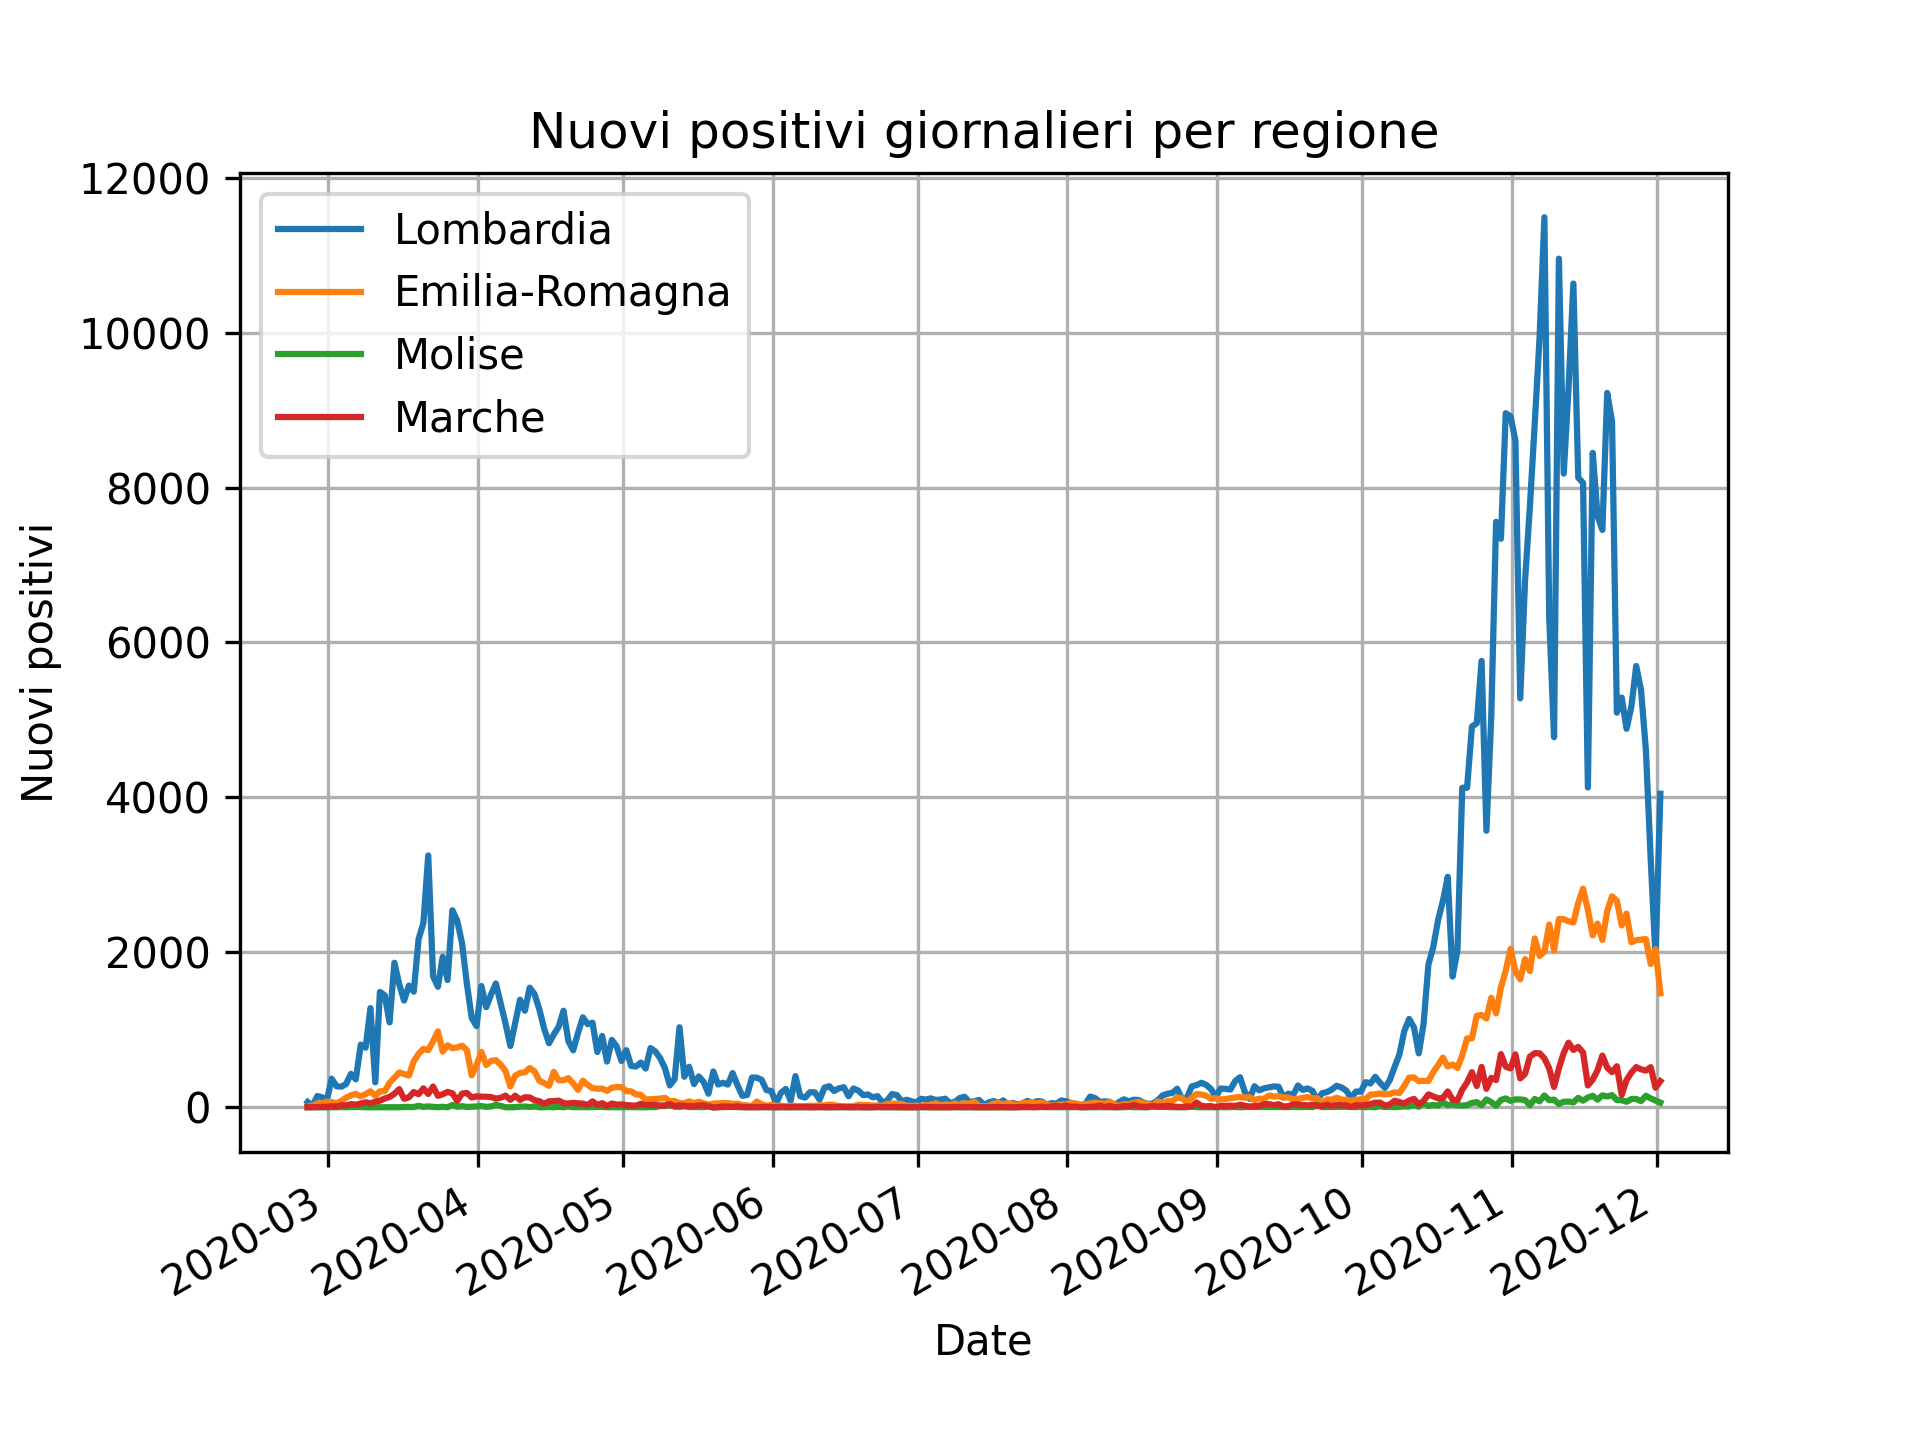 Nuovi positivi giornalieri per regione
12000
10000
8000
6000
4000
2000
0
Nuovi positivi
Lombardia
Emilia-Romagna
Molise
Marche
2020-03
2020-04
2020-05
2020-06
2020-07
2020-08
2020-09
2020-10
2020-11
2020-12
Date